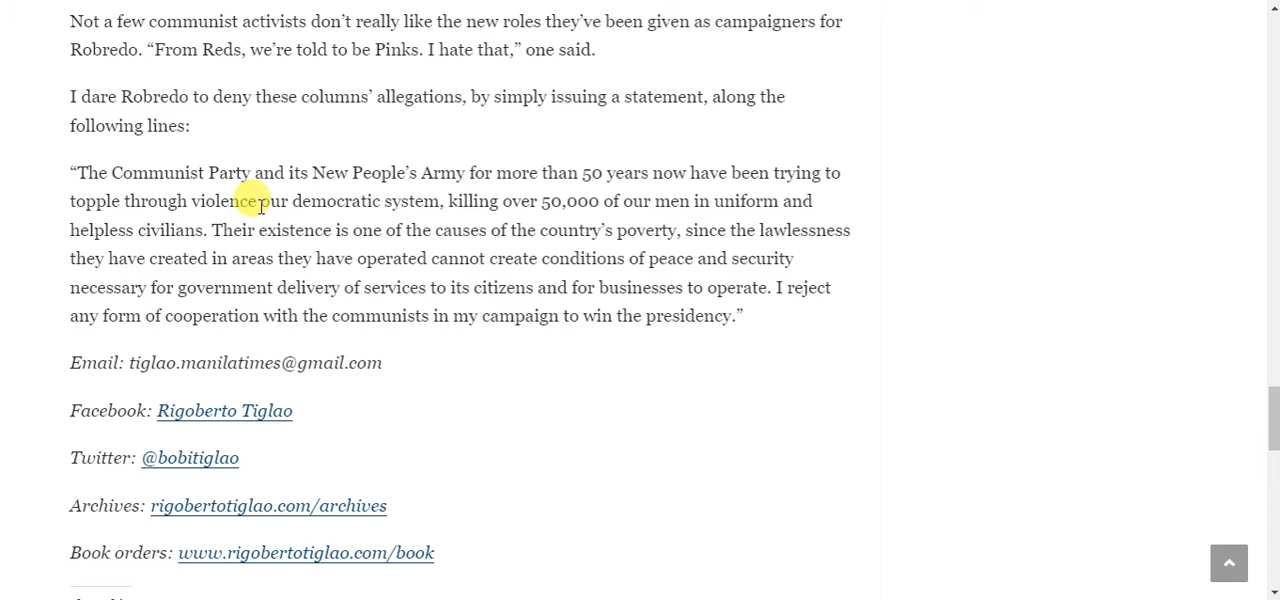 Not a few communist activists don’t really like the new roles they’ve been given as campaigners for
Robredo. “From Reds, we’re told to be Pinks. I hate that,” one said.
I dare Robredo to deny these columns’ allegations, by simply issuing a statement, along the
following lines:
“The Communist Party and its New People’s Army for more than 50 years now have been trying to
topple through violence our democratic system, killing over 50,000 of our men in uniform and
helpless civilians. Their existence is one of the causes of the country’s poverty, since the lawlessness
they have created in areas they have operated cannot create conditions of peace and security
necessary for government delivery of services to its citizens and for businesses to operate. I reject
any form of cooperation with the communists in my campaign to win the presidency.”
Email: tiglao.manilatimes@gmail.com
Facebook: Rigoberto Tiglao
Twitter: @bobitiglao
Archives: rigobertotiglao.com/archives
Book orders: www.rigobertotiglao.com/book